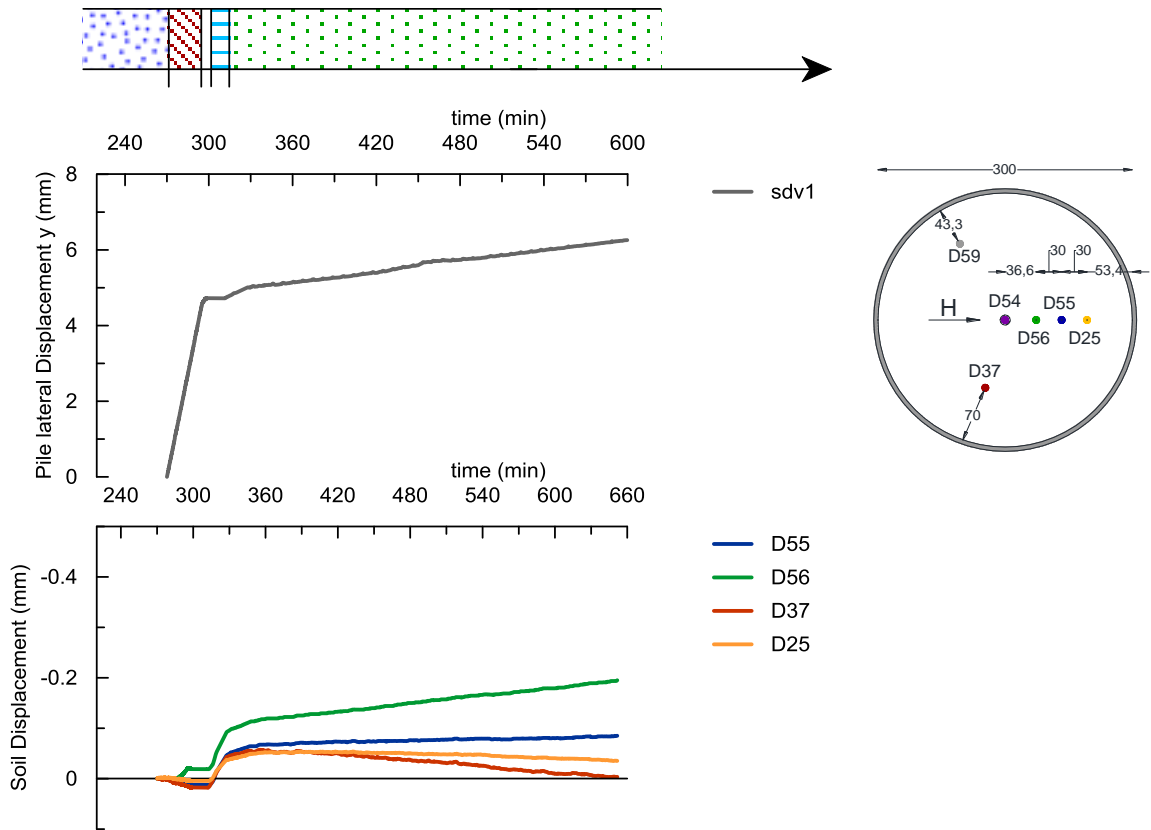 time (min)
240 300 360 420 480 540 600
Pile lateral Displacement y (mm)
8
6
4
2
0
sdv1
300
43,3
D59
30 30
36,6 53,4
H
D54 D55
D56 D25
D37
70
time (min)
240 300 360 420 480 540 600 660
Soil Displacement (mm)
-0.4
-0.2
0
D55
D56
D37
D25